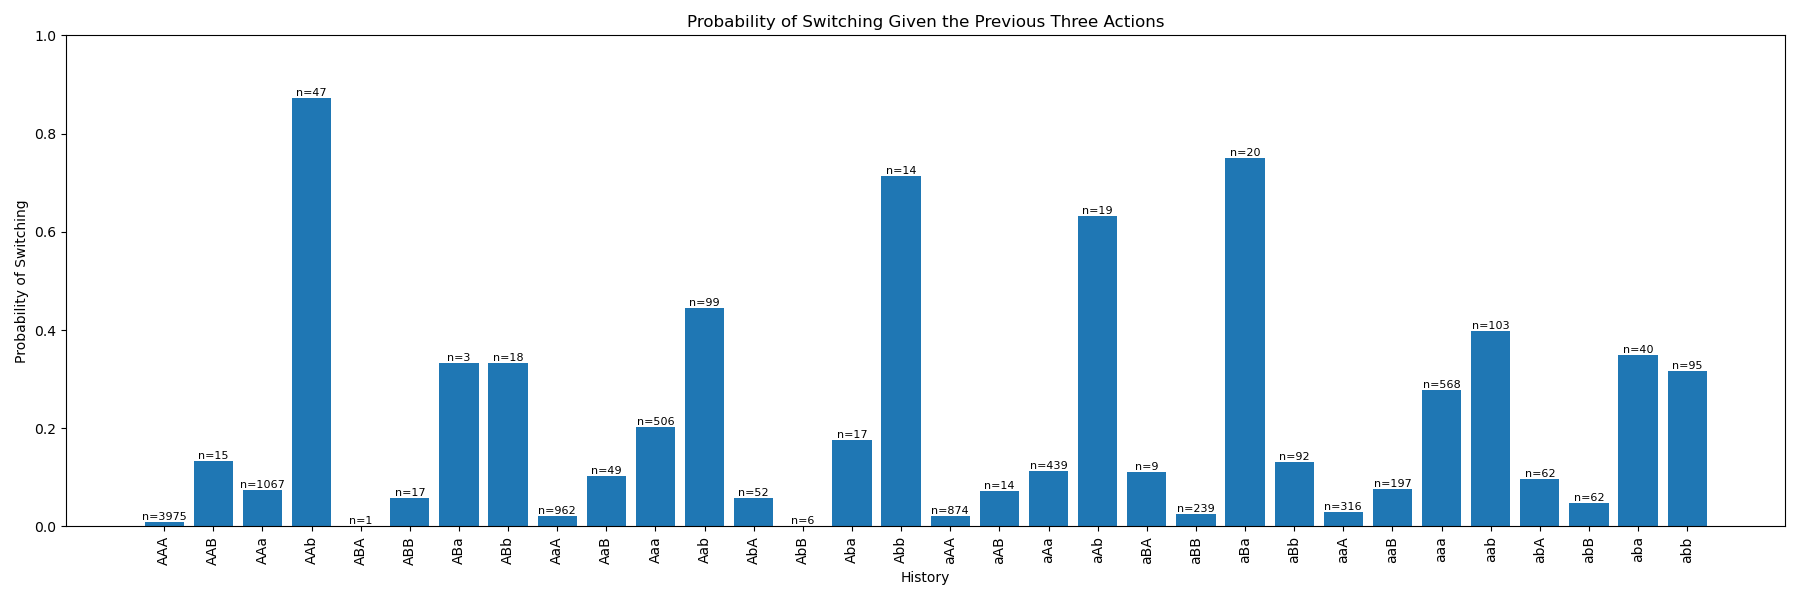 Probability of Switching Given the Previous Three Actions
Probability of Switching
1.0
0.8
0.6
0.4
0.2
0.0
n=3975
n=15
n=1067
n=47
n=1
n=17
n=3
n=18
n=962
n=49
n=506
n=99
n=52
n=6
n=17
n=14
n=874
n=14
n=439
n=19
n=9
n=239
n=20
n=92
n=316
n=197
n=568
n=103
n=62
n=62
n=40
n=95
AAA
AAB
AAa
AAb
ABA
ABB
ABa
ABb
AaA
AaB
Aaa
Aab
AbA
AbB
Aba
Abb
aAA
aAB
aAa
aAb
aBA
aBB
aBa
aBb
aaA
aaB
aaa
aab
abA
abB
aba
abb
History